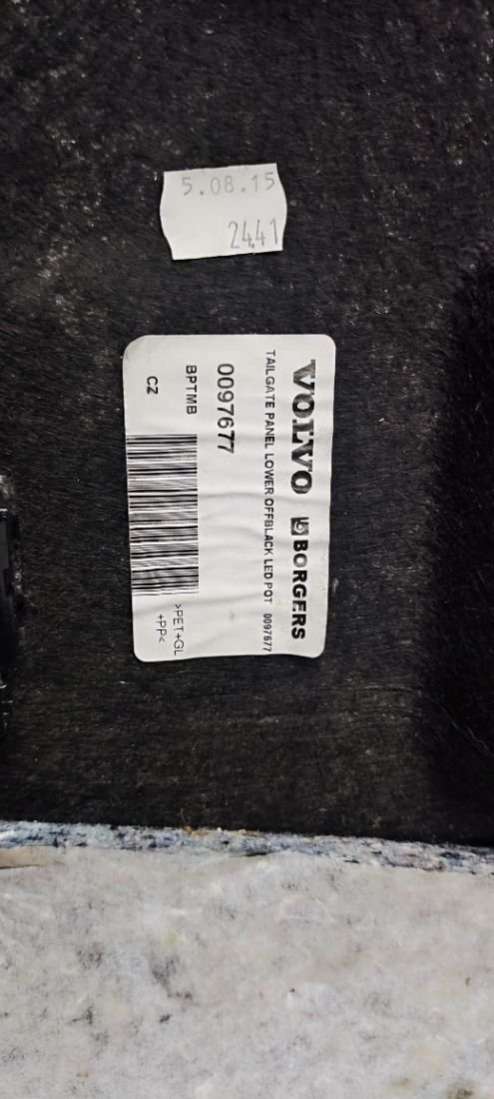 5.08.15
2441
VOLVO BORGERS
TAILGATE PANEL LOWER OFFBLACK LED POT 0097677
0097677
BPTMB
CZ
>PET+GL
+PP<